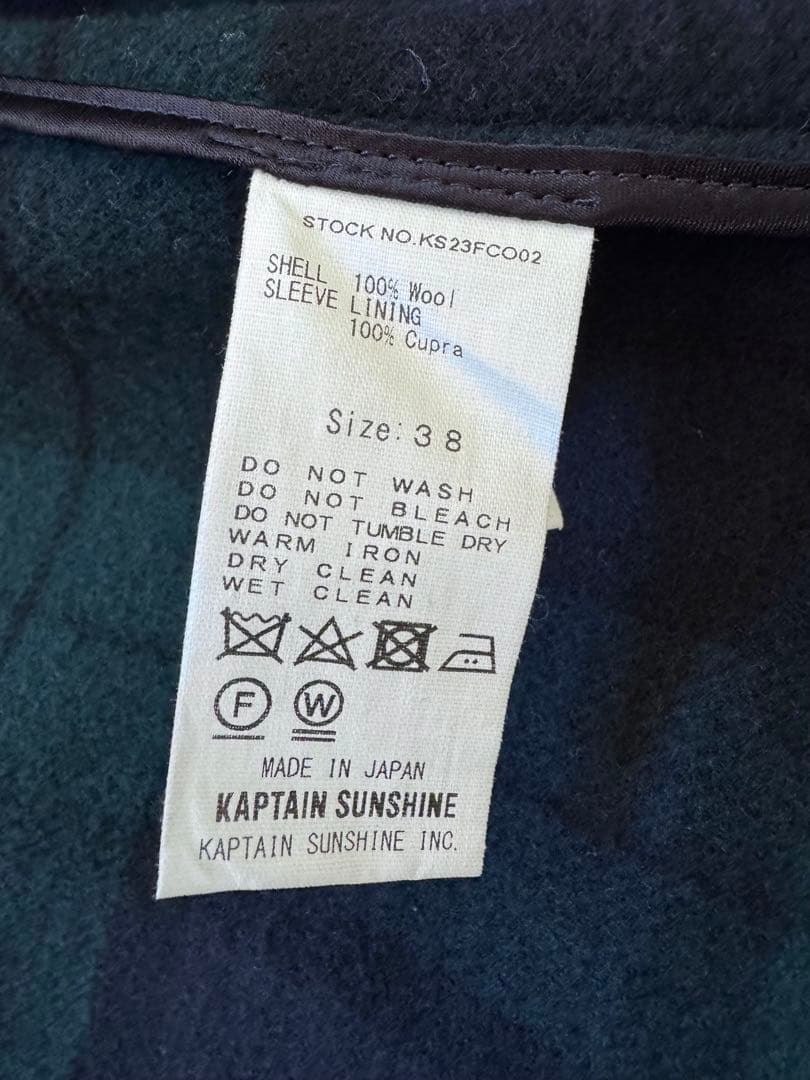 STOCK NO.KS23FCO02
SHELL
100% Wool
SLEEVE LINING
100% Cupra
Size:38
DO NOT WASH
DO NOT BLEACH
DO NOT TUMBLE DRY
WARM IRON
DRY CLEAN
WET CLEAN
F W
MADE IN JAPAN
KAPTAIN SUNSHINE
KAPTAIN SUNSHINE INC.